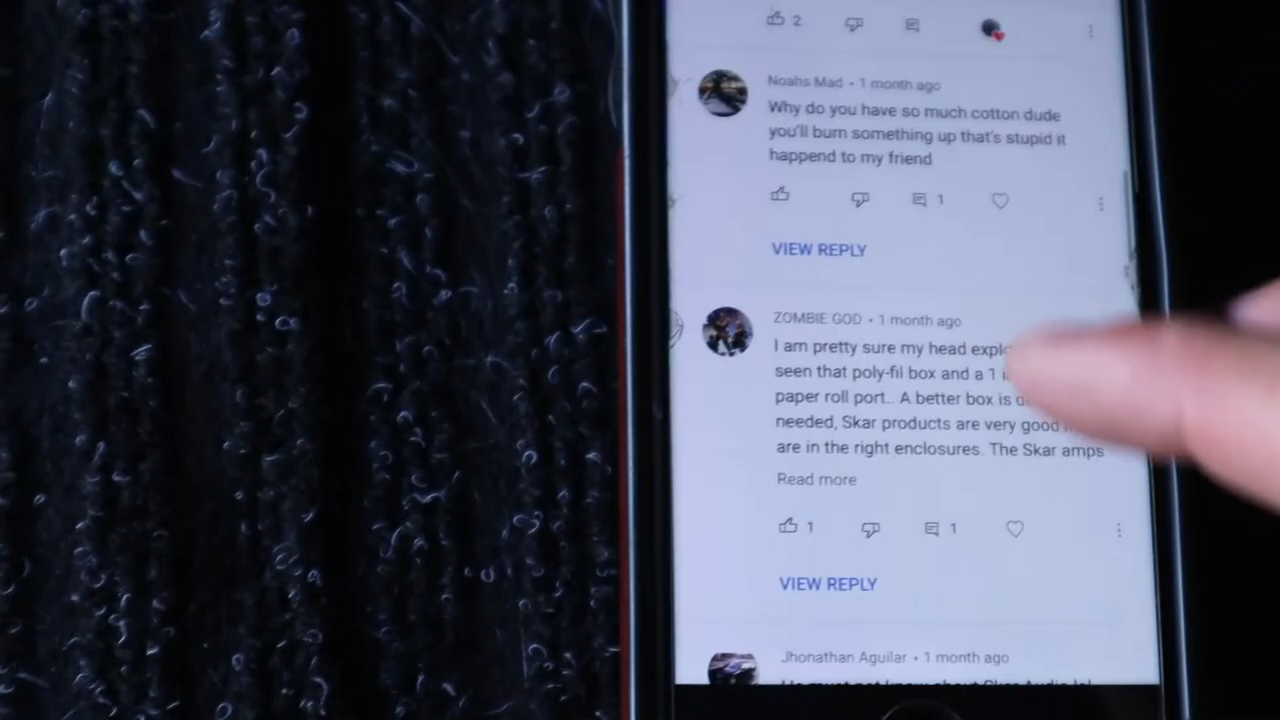 2
Noahs Mad • 1 month ago
Why do you have so much cotton dude
you'll burn something up that's stupid it
happend to my friend
1
VIEW REPLY
ZOMBIE GOD • 1 month ago
I am pretty sure my head
seen that poly-fil box and a 1
paper roll port.. A better box is
needed, Skar products are very good
are in the right enclosures. The Skar amps
Read more
1 1
VIEW REPLY
Jhonathan Aguilar • 1 month ago